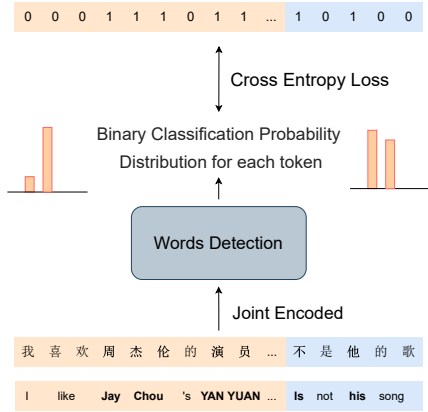 0 0 0 1 1 1 0 1 1 ... 1 0 1 0 0
Cross Entropy Loss
Binary Classification Probability
Distribution for each token
Words Detection
Joint Encoded
我 喜 欢 周 杰 伦 的 演 员 ... 不 是 他 的 歌
I like Jay Chou 's YAN YUAN ... Is not his song